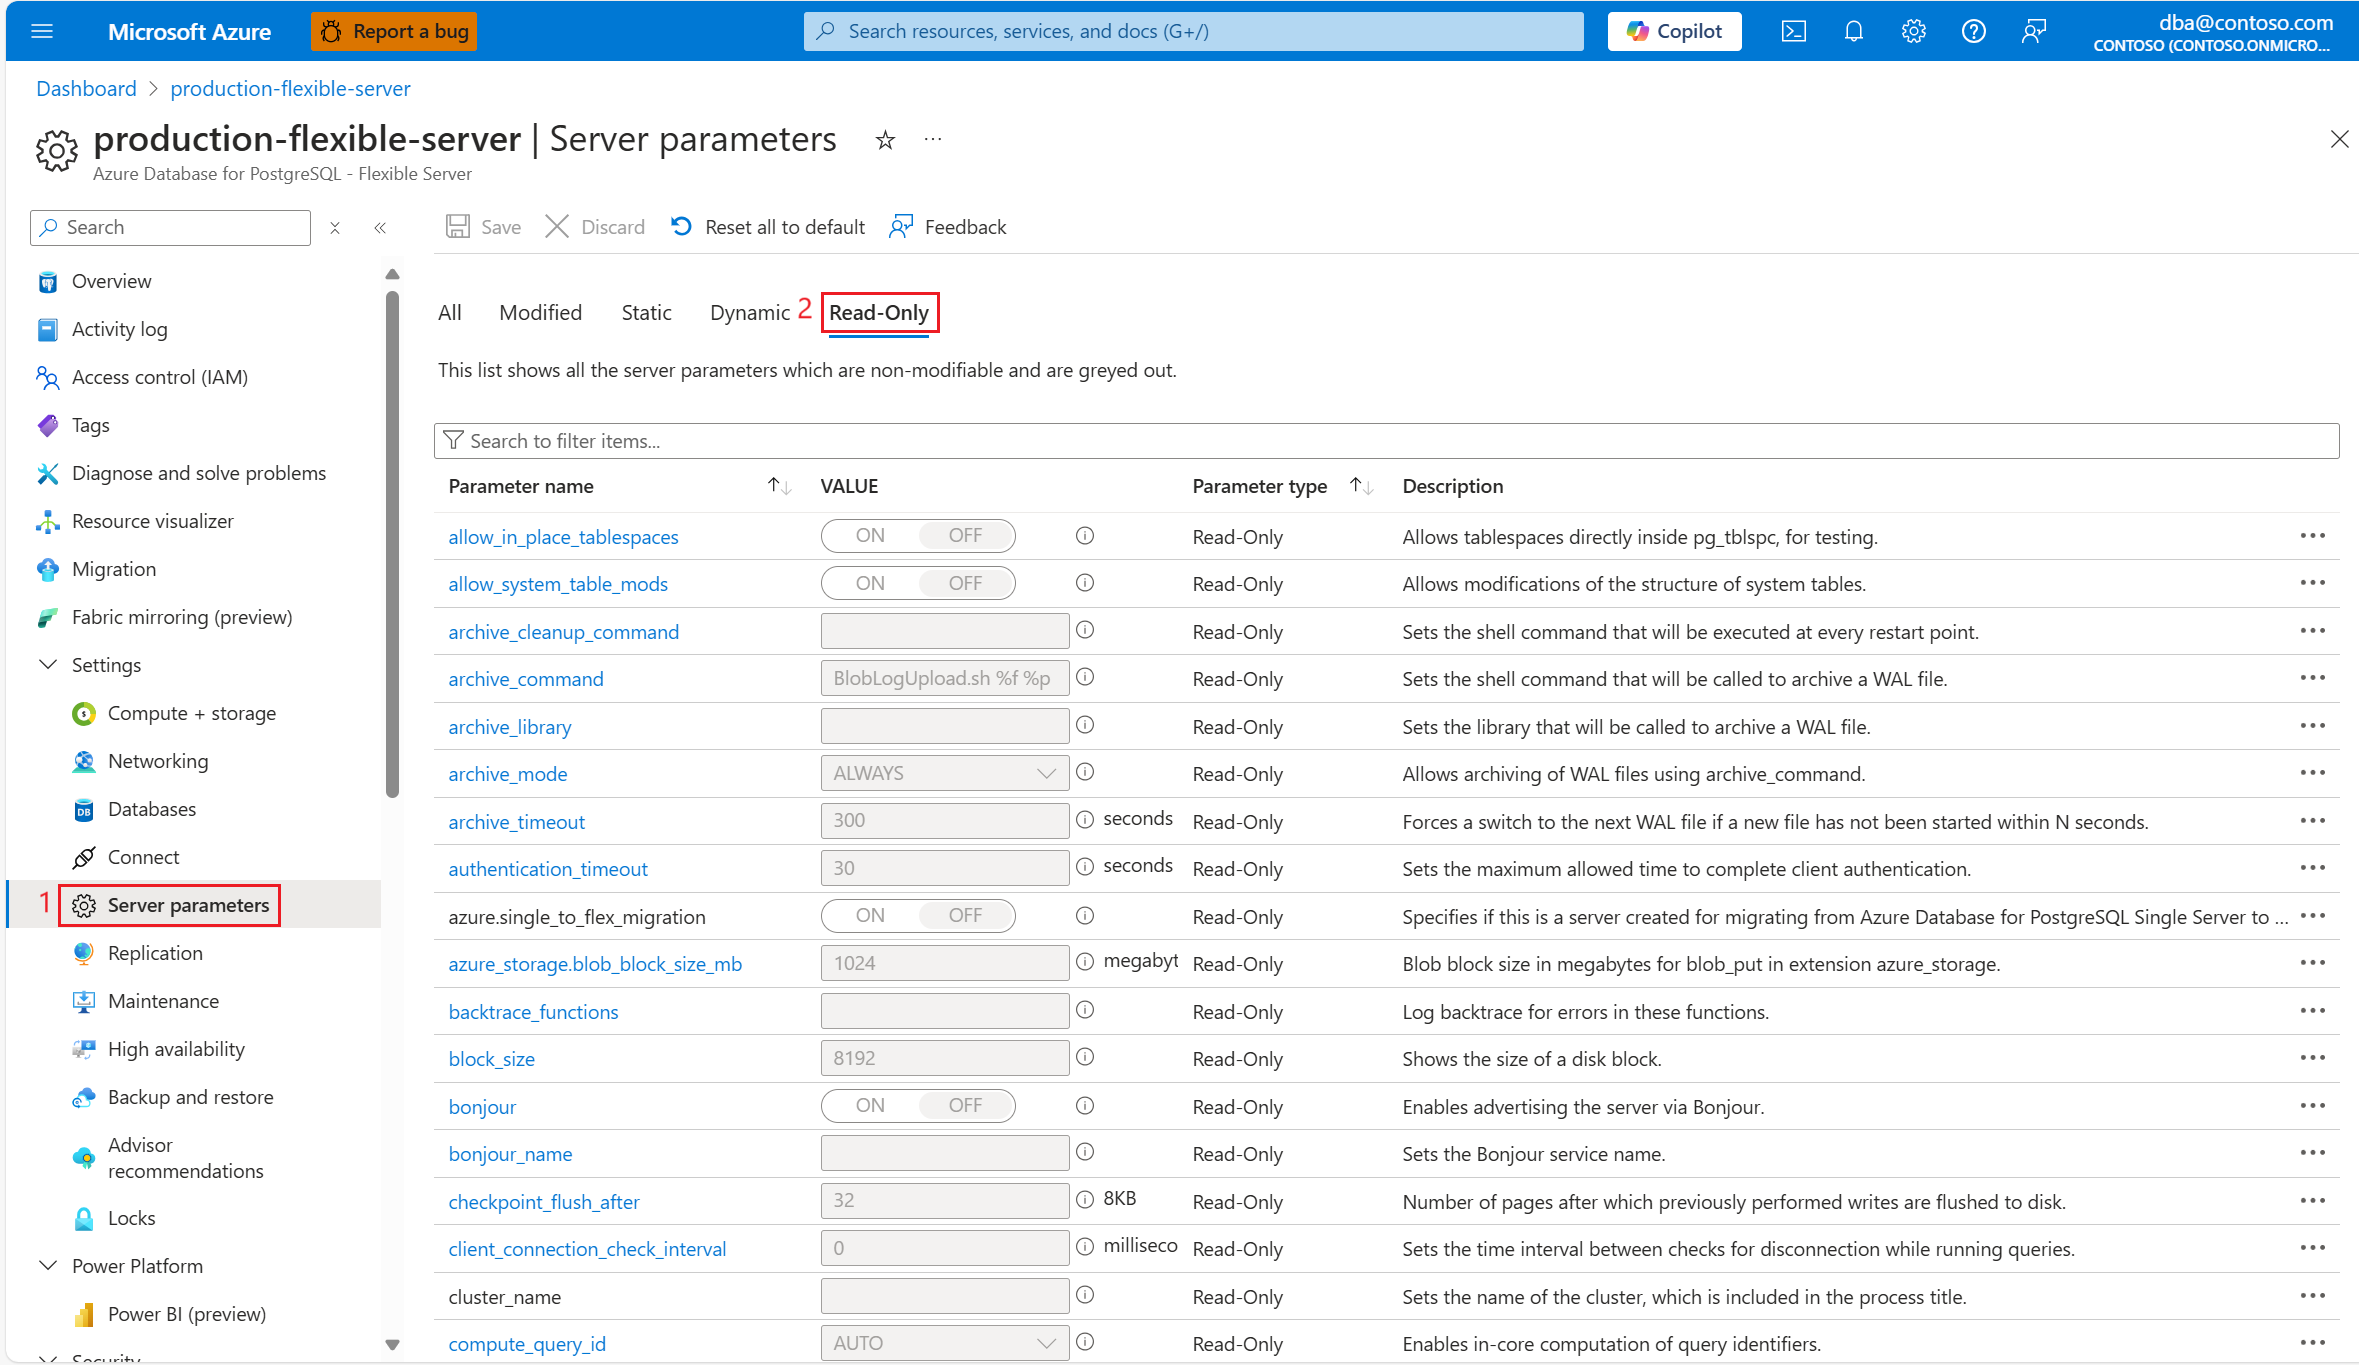 Microsoft Azure
Report a bug
Search resources, services, and docs (G+/)
Copilot
dba@contoso.com
CONTOSO (CONTOSO.ONMICRO...
Dashboard > production-flexible-server
production-flexible-server | Server parameters
Azure Database for PostgreSQL - Flexible Server
Search
Save
Discard
Reset all to default
Feedback
Overview
Activity log
Access control (IAM)
Tags
Diagnose and solve problems
Resource visualizer
Migration
Fabric mirroring (preview)
Settings
Compute + storage
Networking
Databases
Connect
1 Server parameters
Replication
Maintenance
High availability
Backup and restore
Advisor
recommendations
Locks
Power Platform
Power BI (preview)
Security
All Modified Static Dynamic 2 Read-Only
This list shows all the server parameters which are non-modifiable and are greyed out.
Search to filter items...
Parameter name VALUE Parameter type Description
allow_in_place_tablespaces ON OFF Read-Only Allows tablespaces directly inside pg_tblspc, for testing.
allow_system_table_mods ON OFF Read-Only Allows modifications of the structure of system tables.
archive_cleanup_command Read-Only Sets the shell command that will be executed at every restart point.
archive_command BlobLogUpload.sh %f %p Read-Only Sets the shell command that will be called to archive a WAL file.
archive_library Read-Only Sets the library that will be called to archive a WAL file.
archive_mode ALWAYS Read-Only Allows archiving of WAL files using archive_command.
archive_timeout 300 seconds Read-Only Forces a switch to the next WAL file if a new file has not been started within N seconds.
authentication_timeout 30 seconds Read-Only Sets the maximum allowed time to complete client authentication.
azure.single_to_flex_migration ON OFF Read-Only Specifies if this is a server created for migrating from Azure Database for PostgreSQL Single Server to ...
azure_storage.blob_block_size_mb 1024 megabyt Read-Only Blob block size in megabytes for blob_put in extension azure_storage.
backtrace_functions Read-Only Log backtrace for errors in these functions.
block_size 8192 Read-Only Shows the size of a disk block.
bonjour ON OFF Read-Only Enables advertising the server via Bonjour.
bonjour_name Read-Only Sets the Bonjour service name.
checkpoint_flush_after 32 8KB Read-Only Number of pages after which previously performed writes are flushed to disk.
client_connection_check_interval 0 milliseco Read-Only Sets the time interval between checks for disconnection while running queries.
cluster_name Read-Only Sets the name of the cluster, which is included in the process title.
compute_query_id AUTO Read-Only Enables in-core computation of query identifiers.